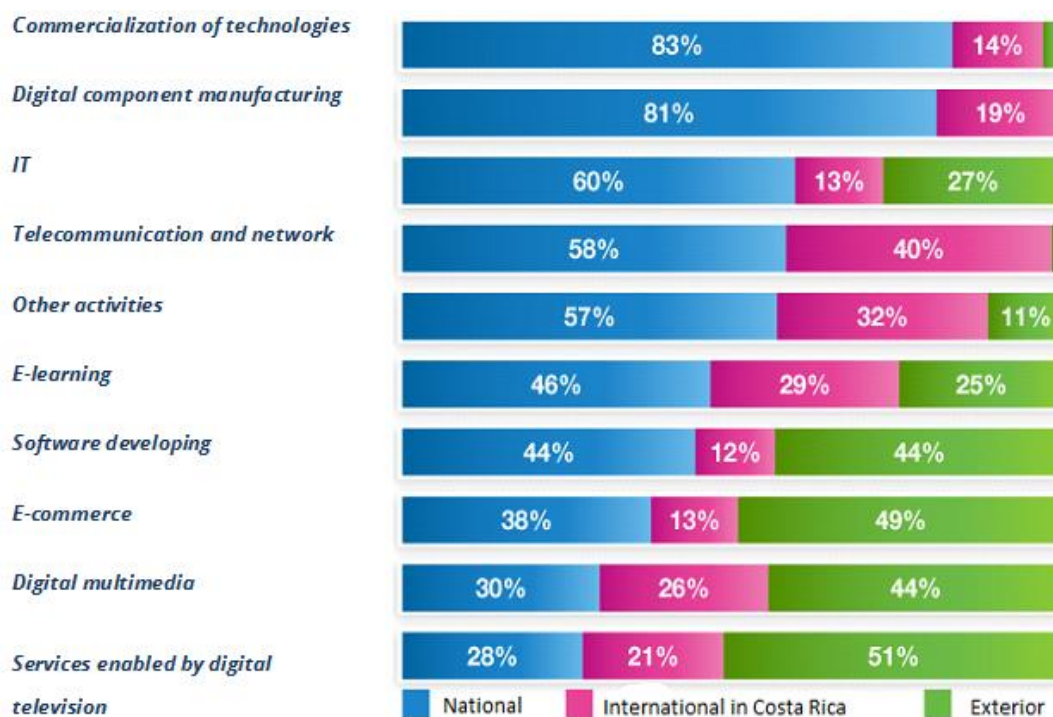 Commercialization of technologies
83% 14%
Digital component manufacturing
81% 19%
IT
60% 13% 27%
Telecommunication and network
58% 40%
Other activities
57% 32% 11%
E-learning
46% 29% 25%
Software developing
44% 12% 44%
E-commerce
38% 13% 49%
Digital multimedia
30% 26% 44%
Services enabled by digital
television
28% 21% 51%
National International in Costa Rica Exterior